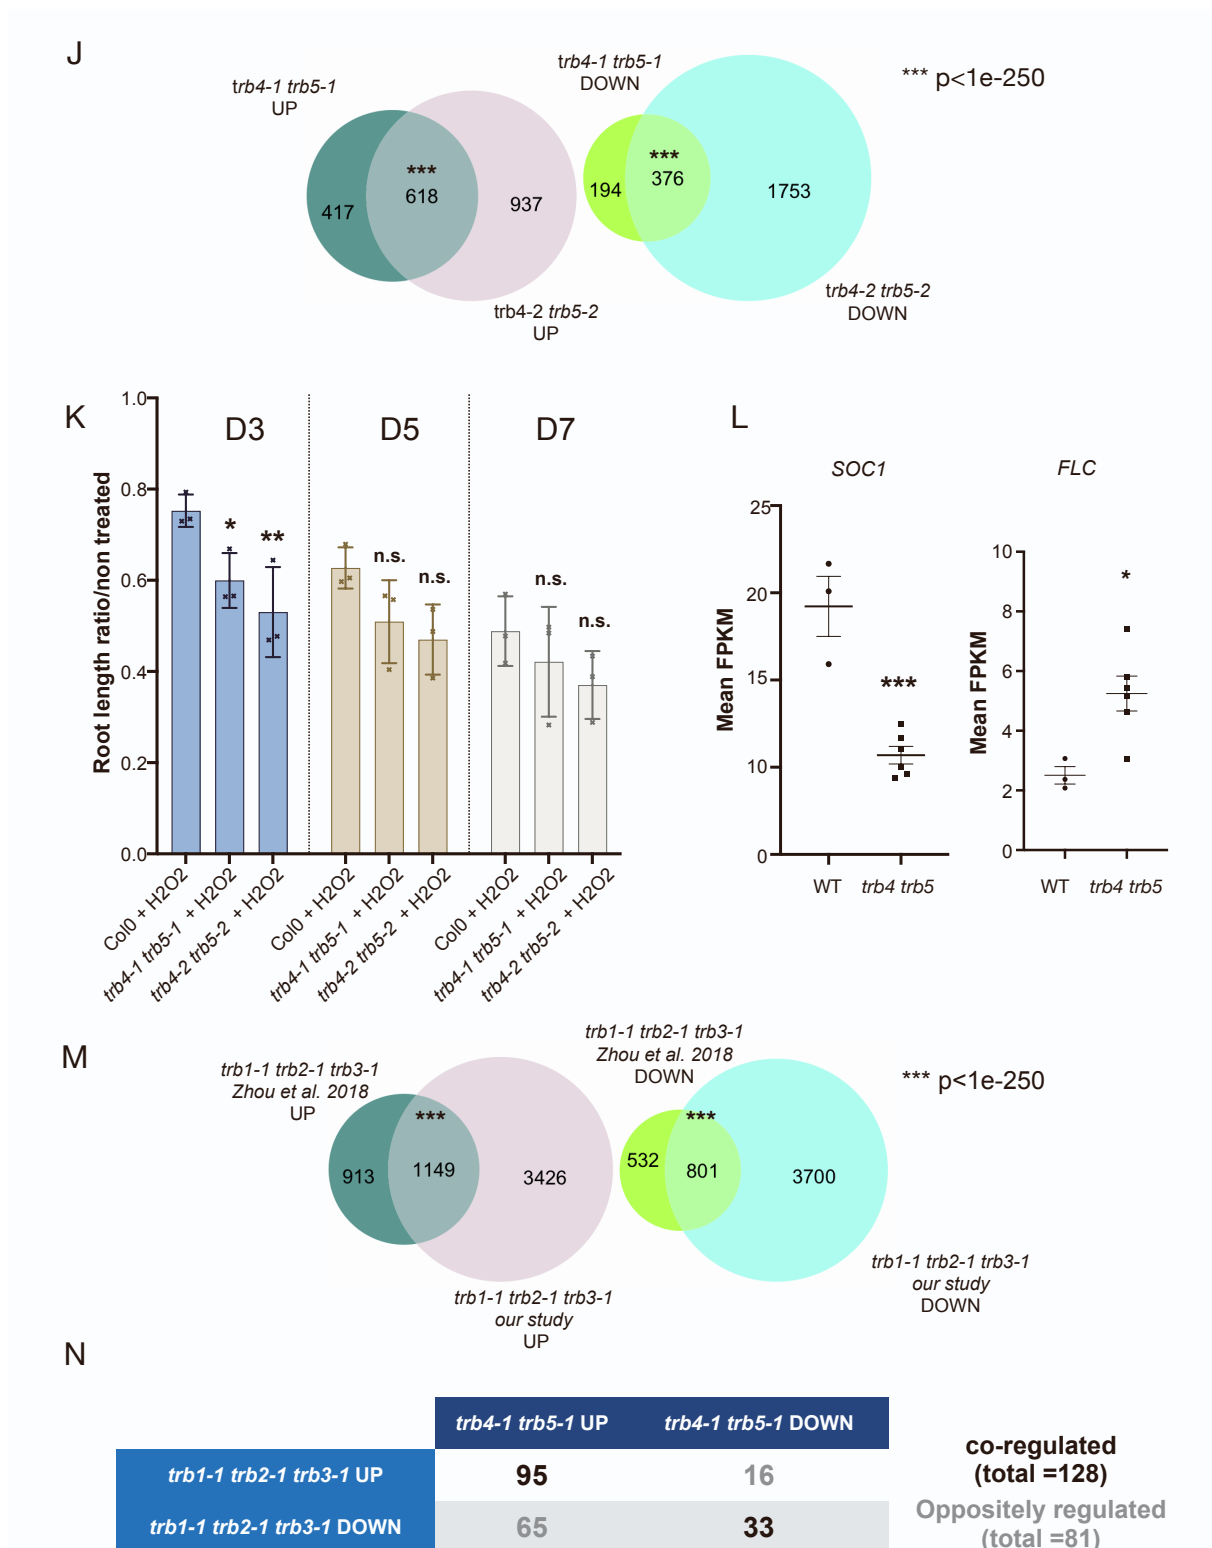 J
trb4-1 trb5-1
UP
***
417
618
937
trb4-2 trb5-2
UP
trb4-1 trb5-1
DOWN
***
194
376
1753
trb4-2 trb5-2
DOWN
*** p<1e-250
K
Root length ratio/non treated
1.0
0.8
0.6
0.4
0.2
0.0
D3
D5
D7
*
**
n.s.
n.s.
n.s.
n.s.
Col0 + H2O2
trb4-1 trb5-1 + H2O2
trb4-2 trb5-2 + H2O2
Col0 + H2O2
trb4-1 trb5-1 + H2O2
trb4-2 trb5-2 + H2O2
Col0 + H2O2
trb4-1 trb5-1 + H2O2
trb4-2 trb5-2 + H2O2
L
SOC1
Mean FPKM
25
20
15
10
0
***
WT trb4 trb5
FLC
Mean FPKM
10
8
6
4
2
0
*
WT trb4 trb5
M
trb1-1 trb2-1 trb3-1
Zhou et al. 2018
UP
***
913
1149
3426
trb1-1 trb2-1 trb3-1
our study
UP
trb1-1 trb2-1 trb3-1
Zhou et al. 2018
DOWN
***
532
801
3700
trb1-1 trb2-1 trb3-1
our study
DOWN
*** p<1e-250
N
trb4-1 trb5-1 UP trb4-1 trb5-1 DOWN
trb1-1 trb2-1 trb3-1 UP 95 16
trb1-1 trb2-1 trb3-1 DOWN 65 33
co-regulated
(total =128)
Oppositely regulated
(total =81)